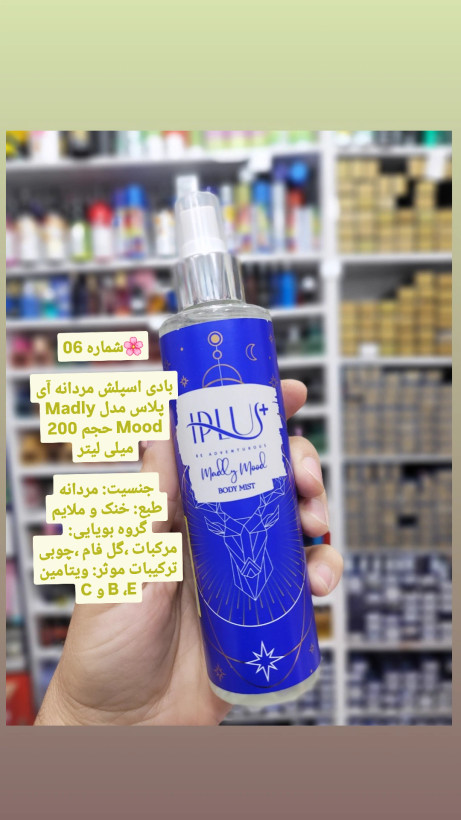 🌸شماره 06
بادی اسپلش مردانه آی
پلاس مدل Madly
Mood حجم 200
میلی لیتر
جنسیت: مردانه
طبع: خنک و ملایم
گروه بویایی:
مرکبات ،گل فام ،چوبی
ترکیبات موثر: ویتامین
B ،E و C
IPLUS+
BE ADVENTUROUS
Madly Mood
BODY MIST